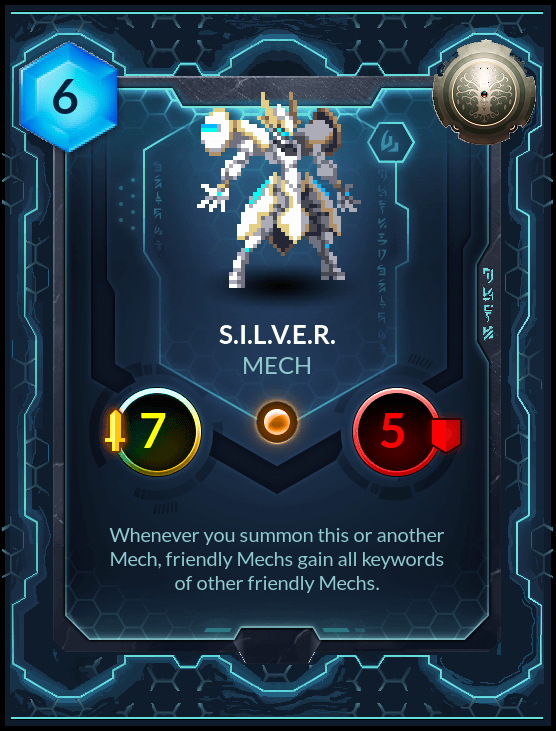 6
S.I.L.V.E.R.
MECH
7
5
Whenever you summon this or another
Mech, friendly Mechs gain all keywords
of other friendly Mechs.